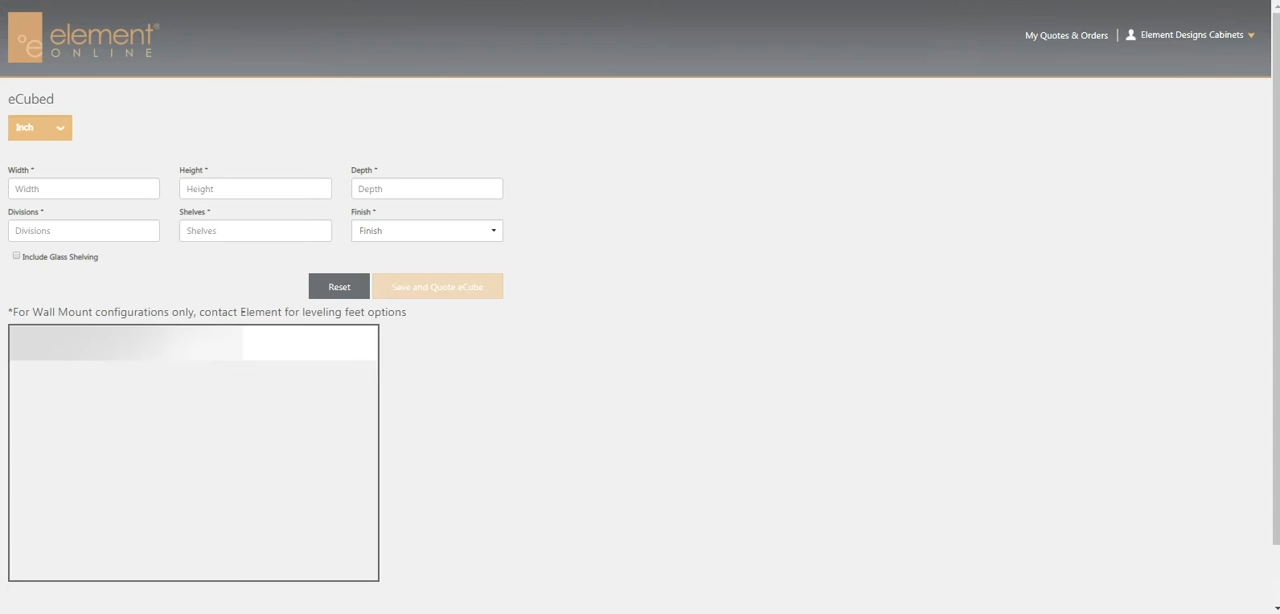 element®
e ONLINE
My Quotes & Orders | Element Designs Cabinets
eCubed
Inch
Width * Height * Depth *
Width Height Depth
Divisions * Shelves * Finish *
Divisions Shelves Finish
Include Glass Shelving
Reset Save and Quote eCube
*For Wall Mount configurations only, contact Element for leveling feet options